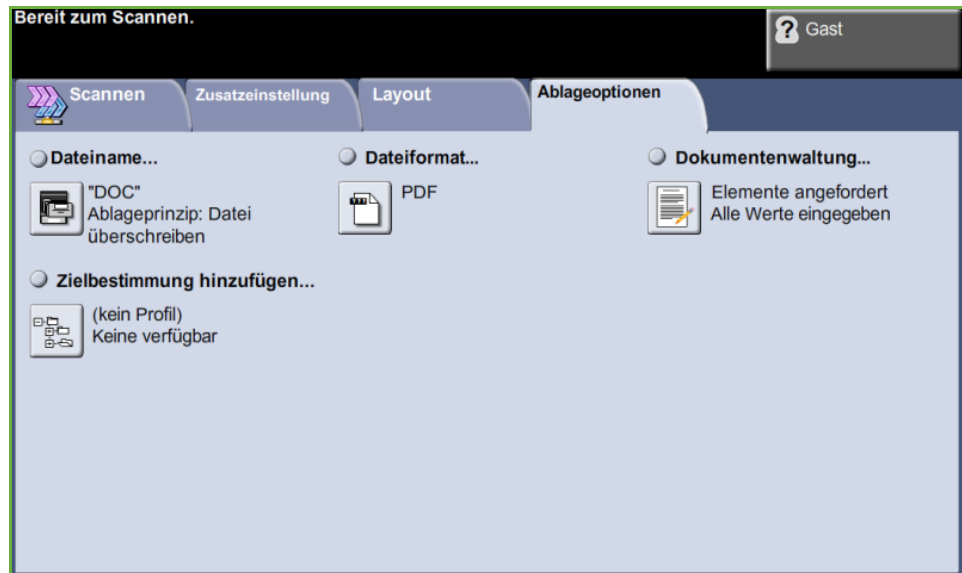 Bereit zum Scannen.
Gast
Scannen
Zusatzeinstellung
Layout
Ablageoptionen
Dateiname...
"DOC"
Ablageprinzip: Datei
überschreiben
Dateiformat...
PDF
Dokumentenwaltung...
Elemente angefordert
Alle Werte eingegeben
Zielbestimmung hinzufügen...
(kein Profil)
Keine verfügbar